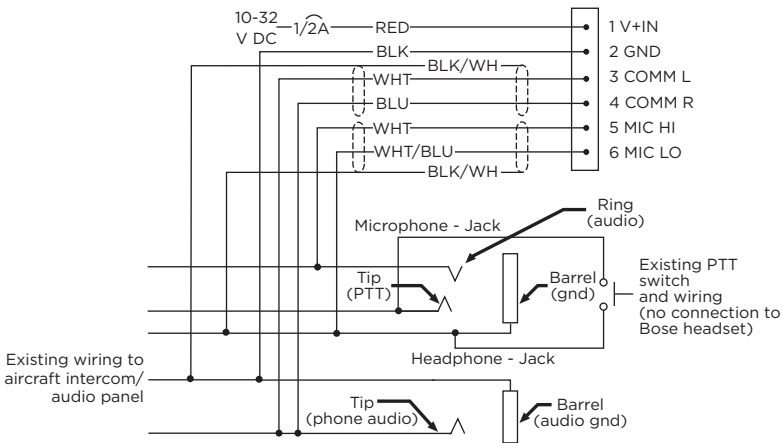 10-32
V DC
1/2A
RED
1 V+IN
BLK
2 GND
BLK/WH
WHT
3 COMM L
BLU
4 COMM R
WHT
5 MIC HI
WHT/BLU
6 MIC LO
BLK/WH
Ring
(audio)
Microphone - Jack
Tip
(PTT)
Barrel
(gnd)
Existing PTT
switch
and wiring
(no connection to
Bose headset)
Headphone - Jack
Existing wiring to
aircraft intercom/
audio panel
Tip
(phone audio)
Barrel
(audio gnd)